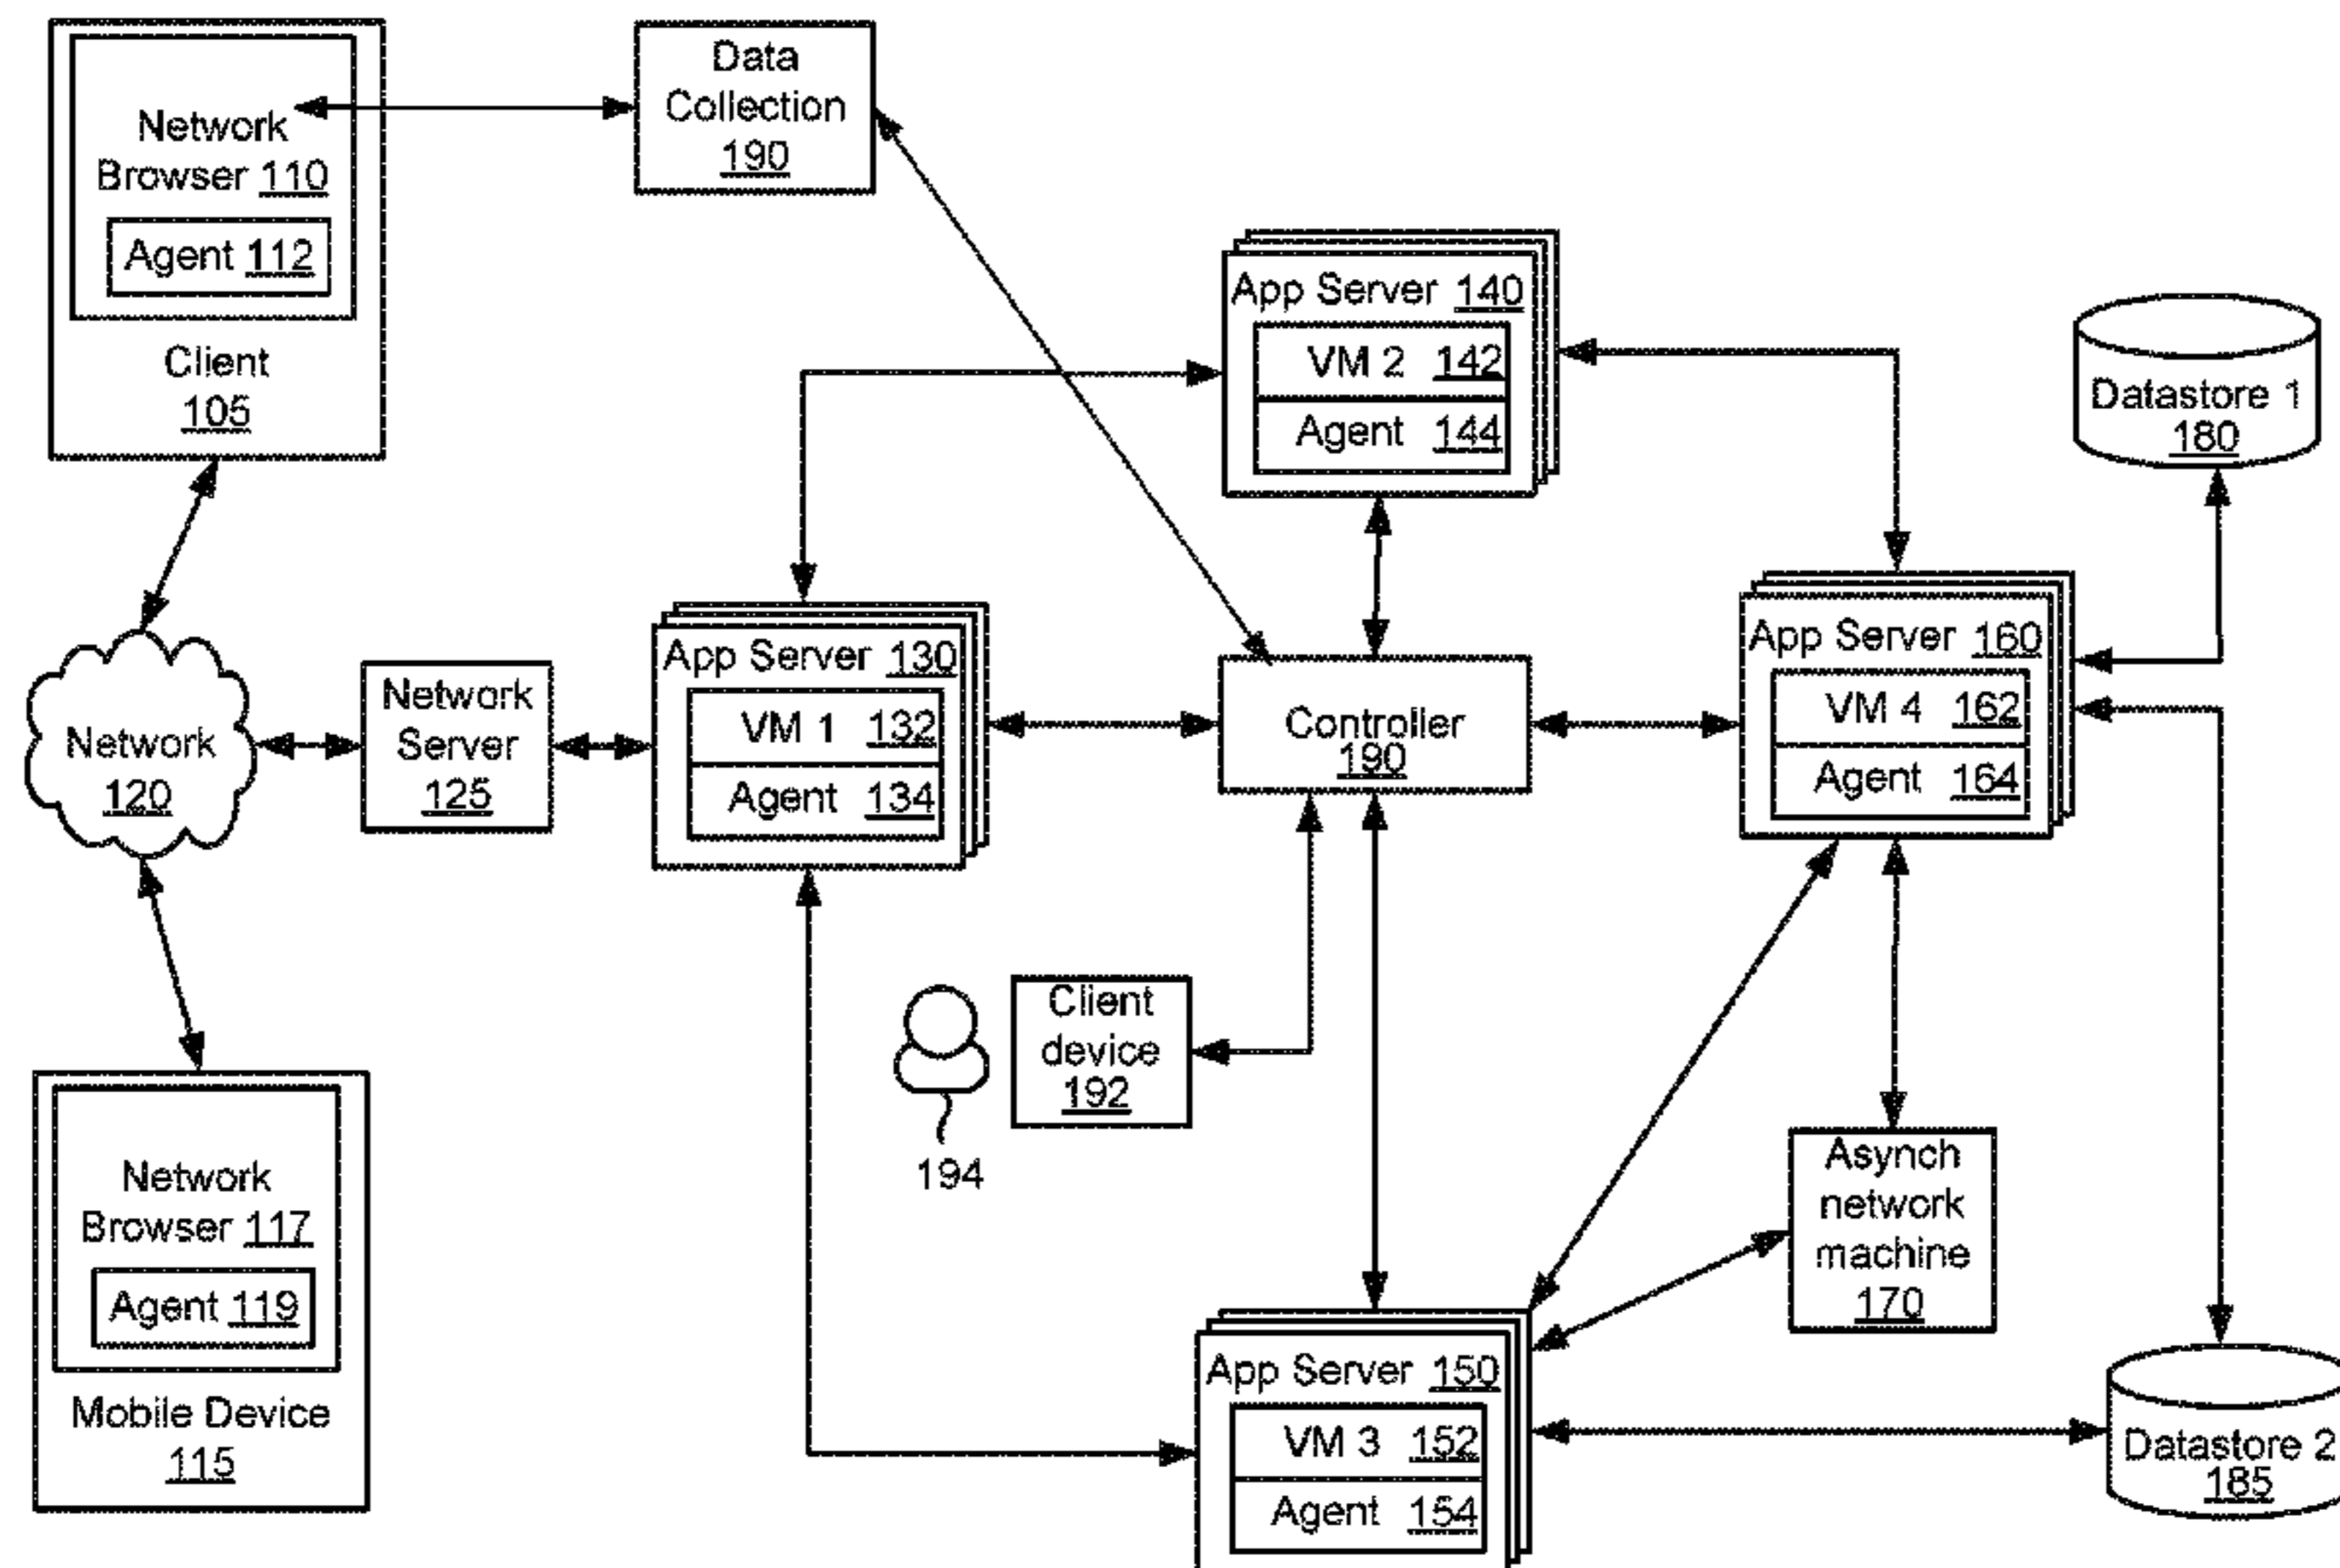 Network
Browser 110
Agent 112
Client
105
Data
Collection
190
App Server 140
VM 2 142
Agent 144
Datastore 1
180
Network
120
Network
Server
125
App Server 130
VM 1 132
Agent 134
Controller
190
App Server 160
VM 4 162
Agent 164
Client
device
192
194
Asynch
network
machine
170
Network
Browser 117
Agent 119
Mobile Device
115
App Server 150
VM 3 152
Agent 154
Datastore 2
185